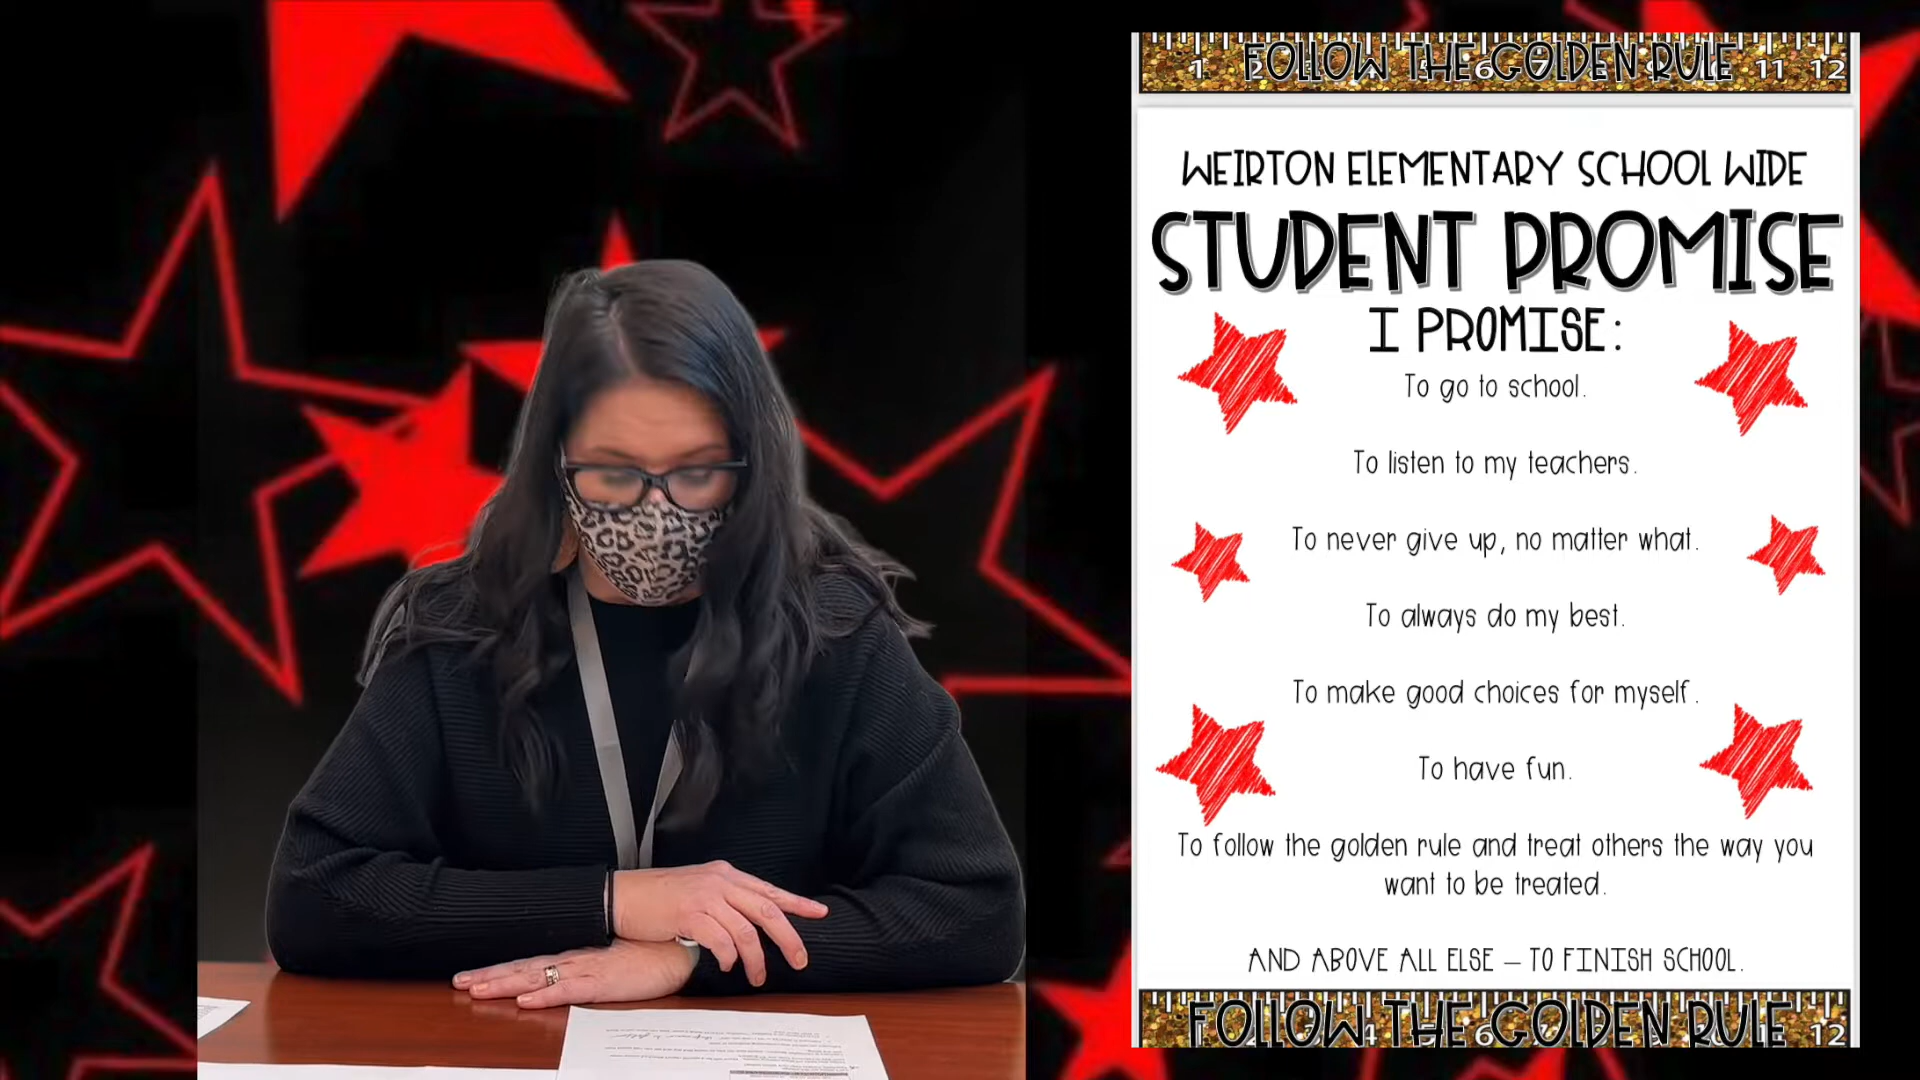 FOLLOW THE GOLDEN RULE
WEIRTON ELEMENTARY SCHOOL WIDE
STUDENT PROMISE
I PROMISE:
To go to school.
To listen to my teachers.
To never give up, no matter what.
To always do my best.
To make good choices for myself.
To have fun.
To follow the golden rule and treat others the way you
want to be treated.
AND ABOVE ALL ELSE – TO FINISH SCHOOL.
FOLLOW THE GOLDEN RULE